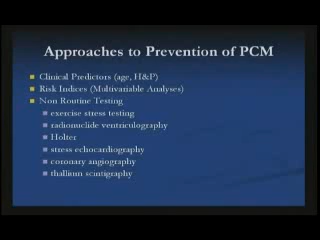 Approaches to Prevention of PCM
Clinical Predictors (age, H&P)
Risk Indices (Multivariable Analyses)
Non Routine Testing
exercise stress testing
radionuclide ventriculography
Holter
stress echocardiography
coronary angiography
thallium scintigraphy